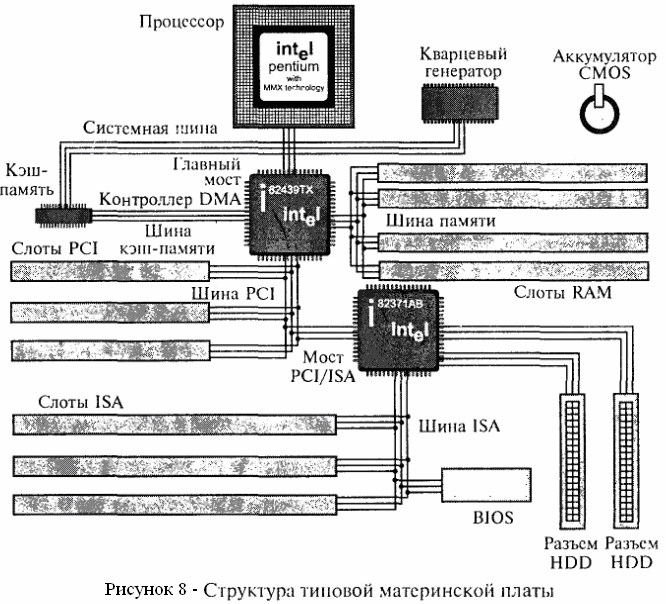 Процессор
intel
pentium
with
MMX technology
Кварцевый
генератор
Аккумулятор
CMOS
Системная шина
Кэш-
память
Главный
мост
Контроллер DMA
i 82439TX
intel
Шина
кэш-памяти
Шина памяти
Слоты PCI
Шина PCI
Слоты RAM
i 82371AB
intel
Мост
PCI/ISA
Слоты ISA
Шина ISA
BIOS
Разъем
HDD
Разъем
HDD
Рисунок 8 - Структура типовой материнской платы